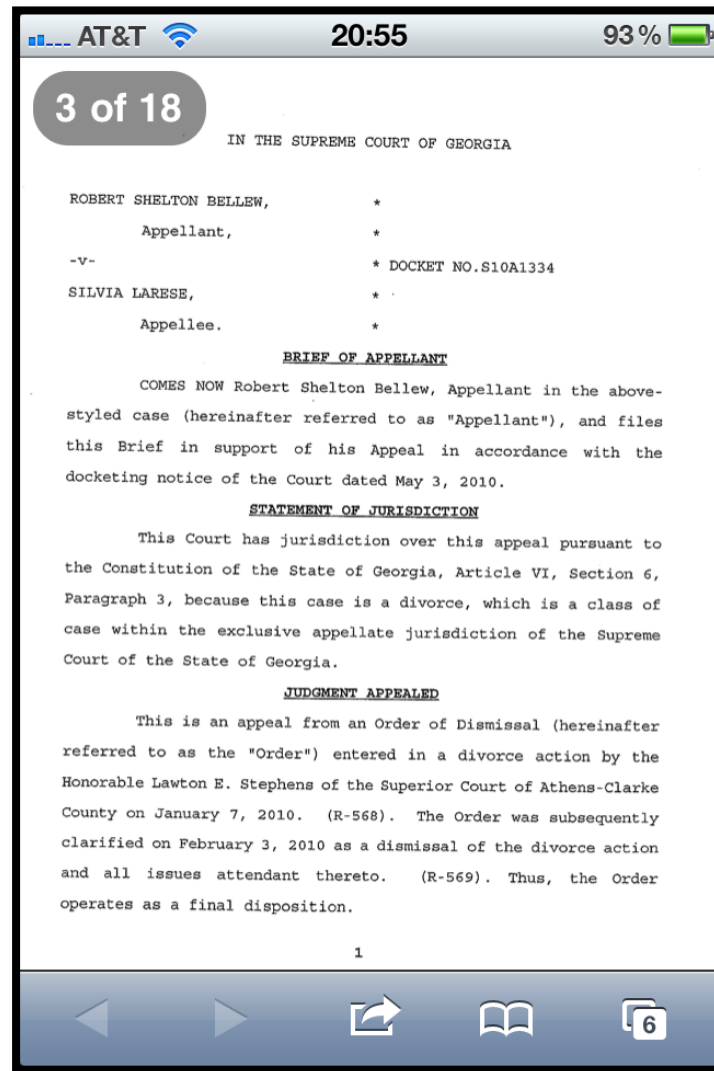 AT&T 20:55 93%
3 of 18
IN THE SUPREME COURT OF GEORGIA
ROBERT SHELTON BELLEW, *
Appellant, *
-v- * DOCKET NO.S10A1334
SILVIA LARESE, *
Appellee. *
BRIEF OF APPELLANT
COMES NOW Robert Shelton Bellew, Appellant in the above-
styled case (hereinafter referred to as "Appellant"), and files
this Brief in support of his Appeal in accordance with the
docketing notice of the Court dated May 3, 2010.
STATEMENT OF JURISDICTION
This Court has jurisdiction over this appeal pursuant to
the Constitution of the State of Georgia, Article VI, Section 6,
Paragraph 3, because this case is a divorce, which is a class of
case within the exclusive appellate jurisdiction of the Supreme
Court of the State of Georgia.
JUDGMENT APPEALED
This is an appeal from an Order of Dismissal (hereinafter
referred to as the "Order") entered in a divorce action by the
Honorable Lawton E. Stephens of the Superior Court of Athens-Clarke
County on January 7, 2010. (R-568). The Order was subsequently
clarified on February 3, 2010 as a dismissal of the divorce action
and all issues attendant thereto. (R-569). Thus, the Order
operates as a final disposition.
1
6